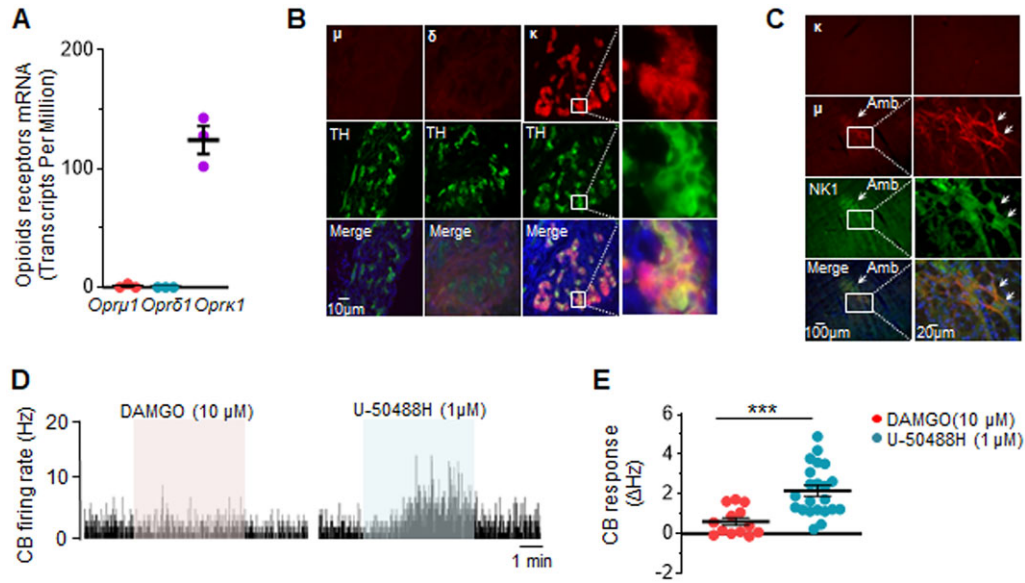 A
Opioids receptors mRNA
(Transcripts Per Million)
200
100
0
Oprμ1 Oprδ1 Oprκ1
B
μ
δ
κ
TH
TH
TH
Merge
Merge
Merge
10μm
C
κ
μ
Amb
NK1
Amb
Merge
Amb
100μm
20μm
D
CB firing rate (Hz)
20
10
0
DAMGO (10 μM)
U-50488H (1μM)
1 min
E
CB response
(ΔHz)
6
4
2
0
-2
***
DAMGO(10 μM)
U-50488H (1 μM)